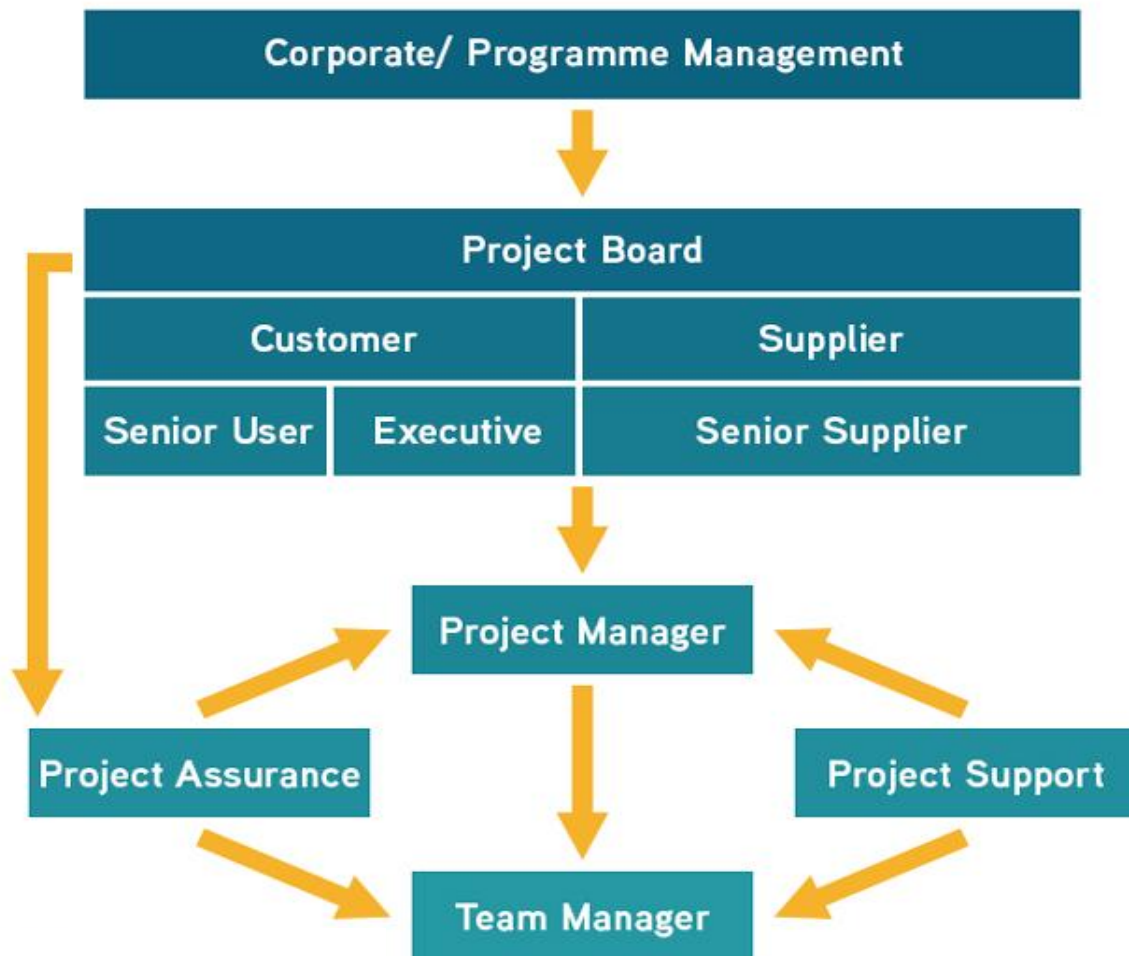 Corporate/ Programme Management
Project Board
Customer
Supplier
Senior User
Executive
Senior Supplier
Project Manager
Project Assurance
Project Support
Team Manager